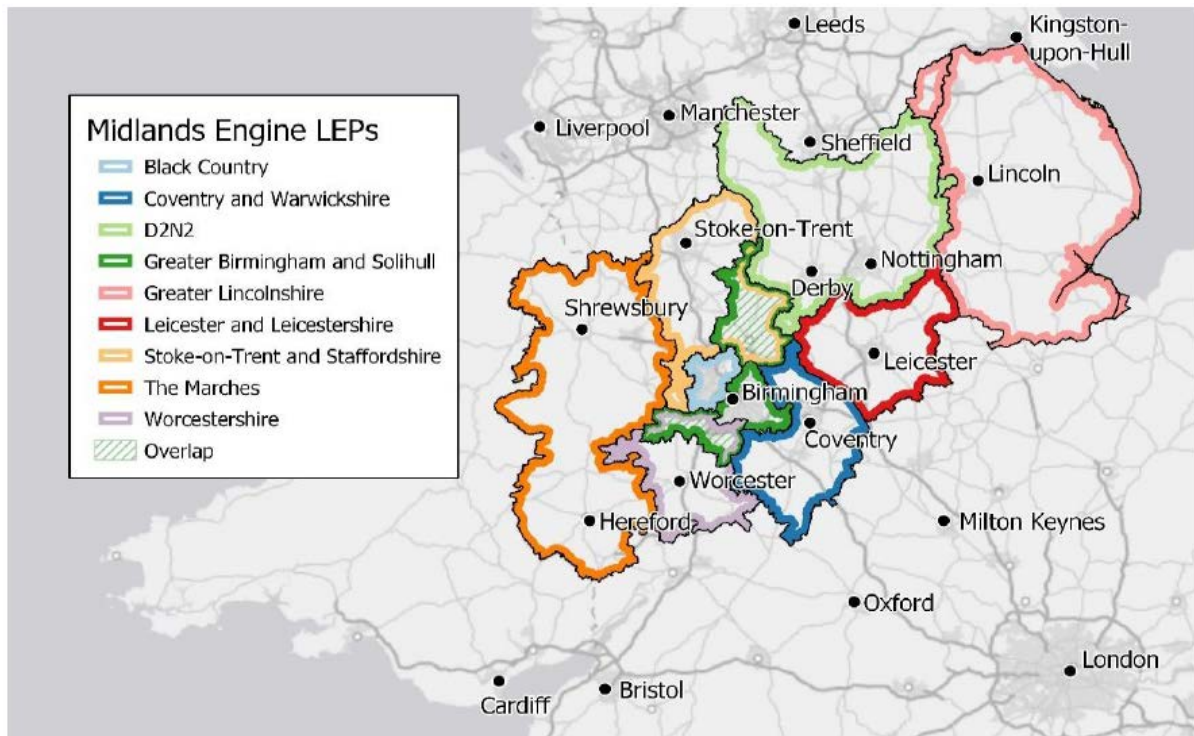 Midlands Engine LEPs
Black Country
Coventry and Warwickshire
D2N2
Greater Birmingham and Solihull
Greater Lincolnshire
Leicester and Leicestershire
Stoke-on-Trent and Staffordshire
The Marches
Worcestershire
Overlap
Leeds
Kingston-
upon-Hull
Manchester
Liverpool
Sheffield
Lincoln
Stoke-on-Trent
Nottingham
Derby
Shrewsbury
Leicester
Birmingham
Coventry
Worcester
Hereford
Milton Keynes
Oxford
London
Cardiff
Bristol